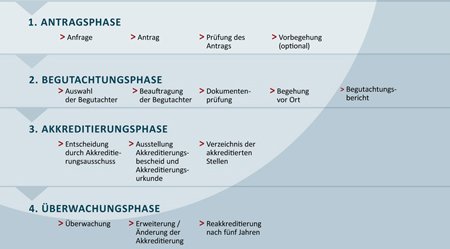 1. ANTRAGSPHASE
> Anfrage
> Antrag
> Prüfung des
Antrags
> Vorbegehung
(optional)
2. BEGUTACHTUNGSPHASE
> Auswahl
der Begutachter
> Beauftragung
der Begutachter
> Dokumenten-
prüfung
> Begehung
vor Ort
> Begutachtungs-
bericht
3. AKKREDITIERUNGSPHASE
> Entscheidung
durch Akkreditie-
rungsausschuss
> Ausstellung
Akkreditierungs-
bescheid und
Akkreditierungs-
urkunde
> Verzeichnis der
akkreditierten
Stellen
4. ÜBERWACHUNGSPHASE
> Überwachung
> Erweiterung /
Änderung der
Akkreditierung
> Reakkreditierung
nach fünf Jahren